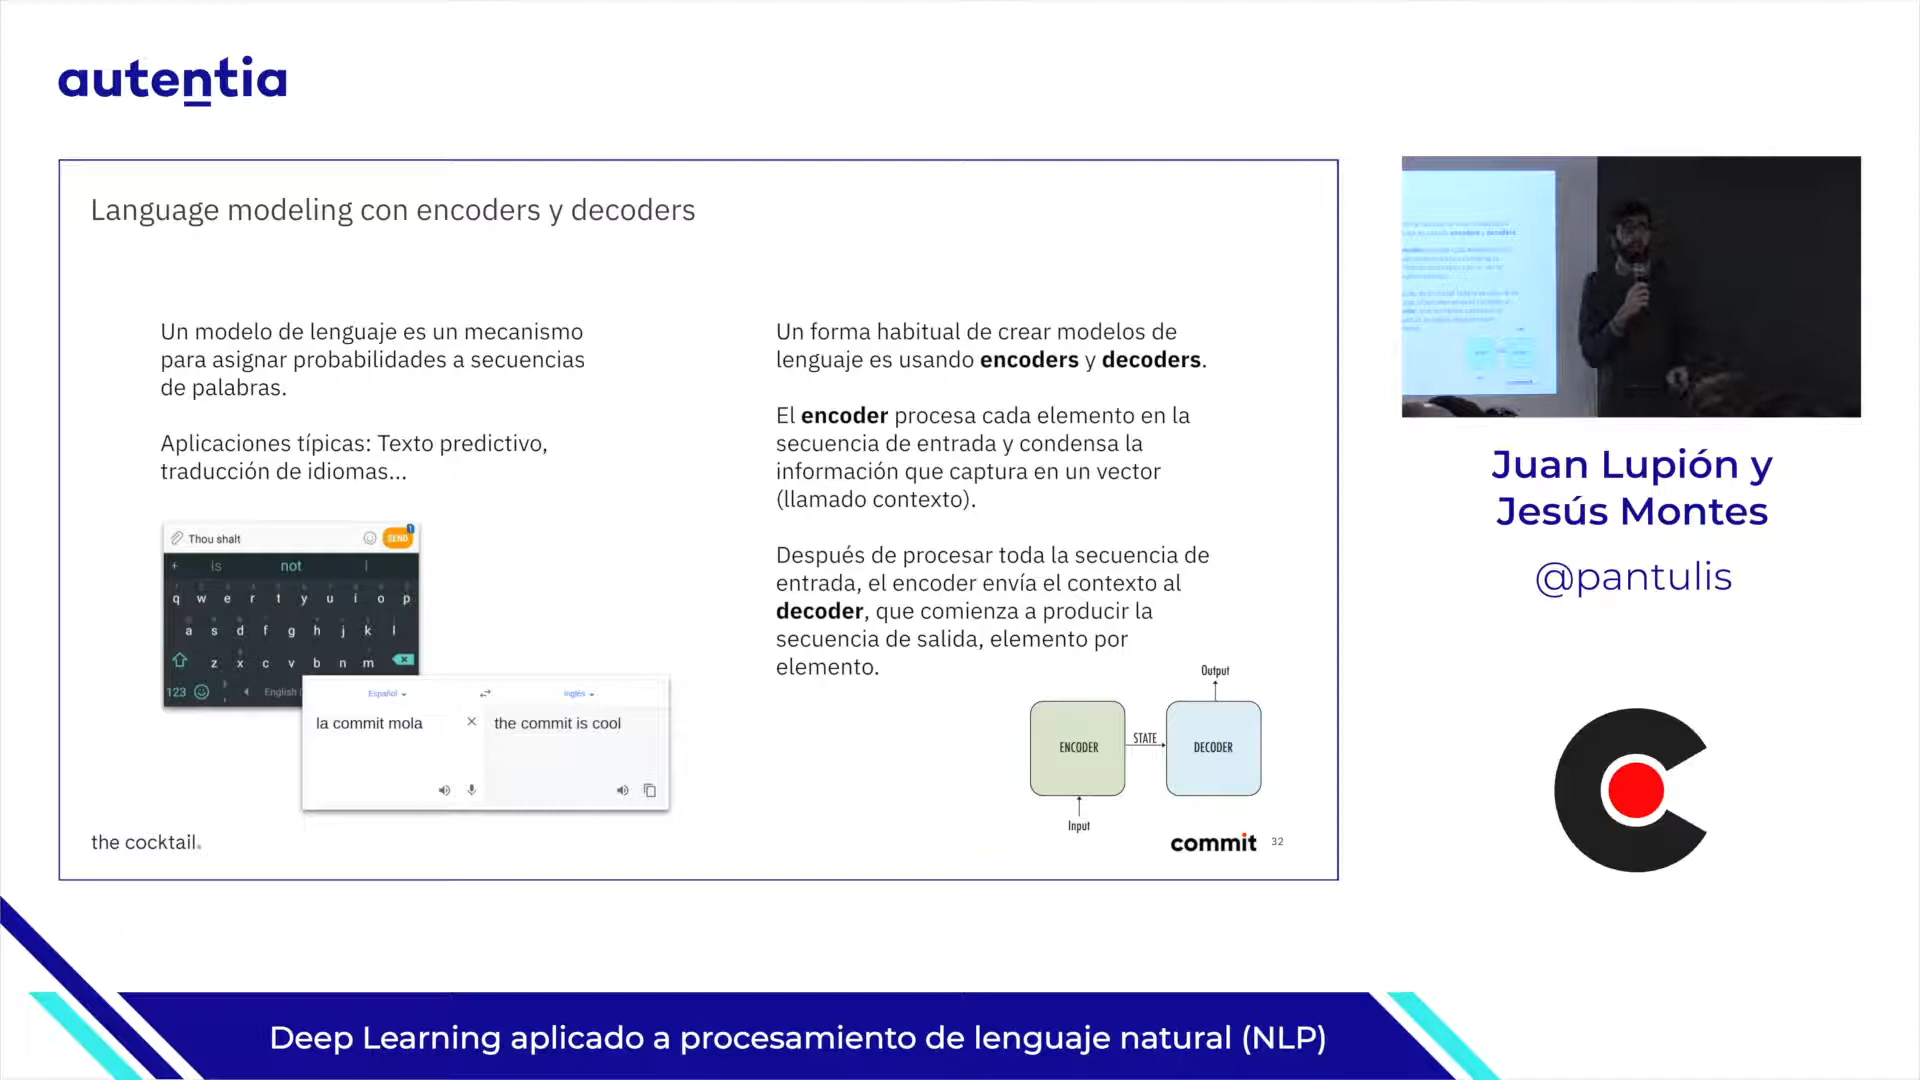 autentia
Language modeling con encoders y decoders
Un modelo de lenguaje es un mecanismo
para asignar probabilidades a secuencias
de palabras.
Aplicaciones típicas: Texto predictivo,
traducción de idiomas...
Thou shalt
SEND
is not I
q w e r t y u i o p
a s d f g h j k l
z x c v b n m
123 English
Español Inglés
la commit mola
the commit is cool
Un forma habitual de crear modelos de
lenguaje es usando encoders y decoders.
El encoder procesa cada elemento en la
secuencia de entrada y condensa la
información que captura en un vector
(llamado contexto).
Después de procesar toda la secuencia de
entrada, el encoder envía el contexto al
decoder, que comienza a producir la
secuencia de salida, elemento por
elemento.
Output
ENCODER STATE DECODER
Input
the cocktail.
commit 32
Juan Lupión y
Jesús Montes
@pantulis
Deep Learning aplicado a procesamiento de lenguaje natural (NLP)